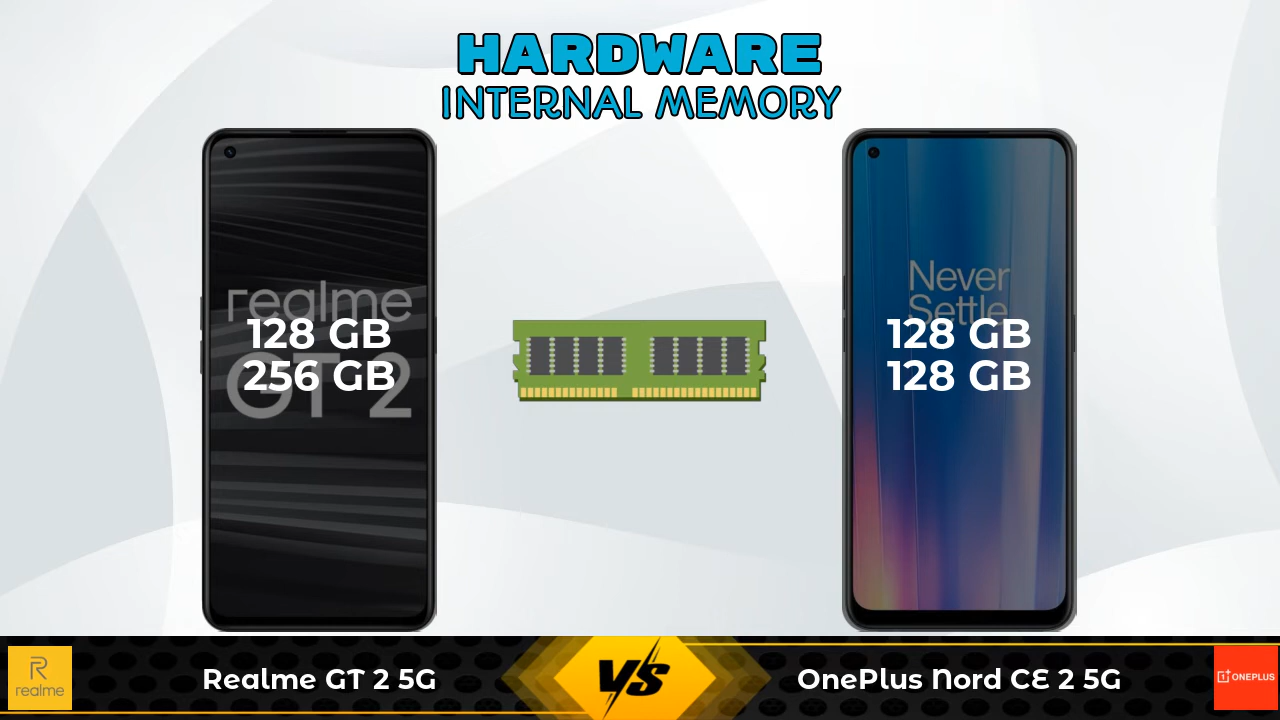 HARDWARE
INTERNAL MEMORY
realme
128 GB
256 GB
GT 2
Never
Settle
128 GB
128 GB
realme
Realme GT 2 5G
VS
OnePlus Nord CE 2 5G
1+ ONEPLUS